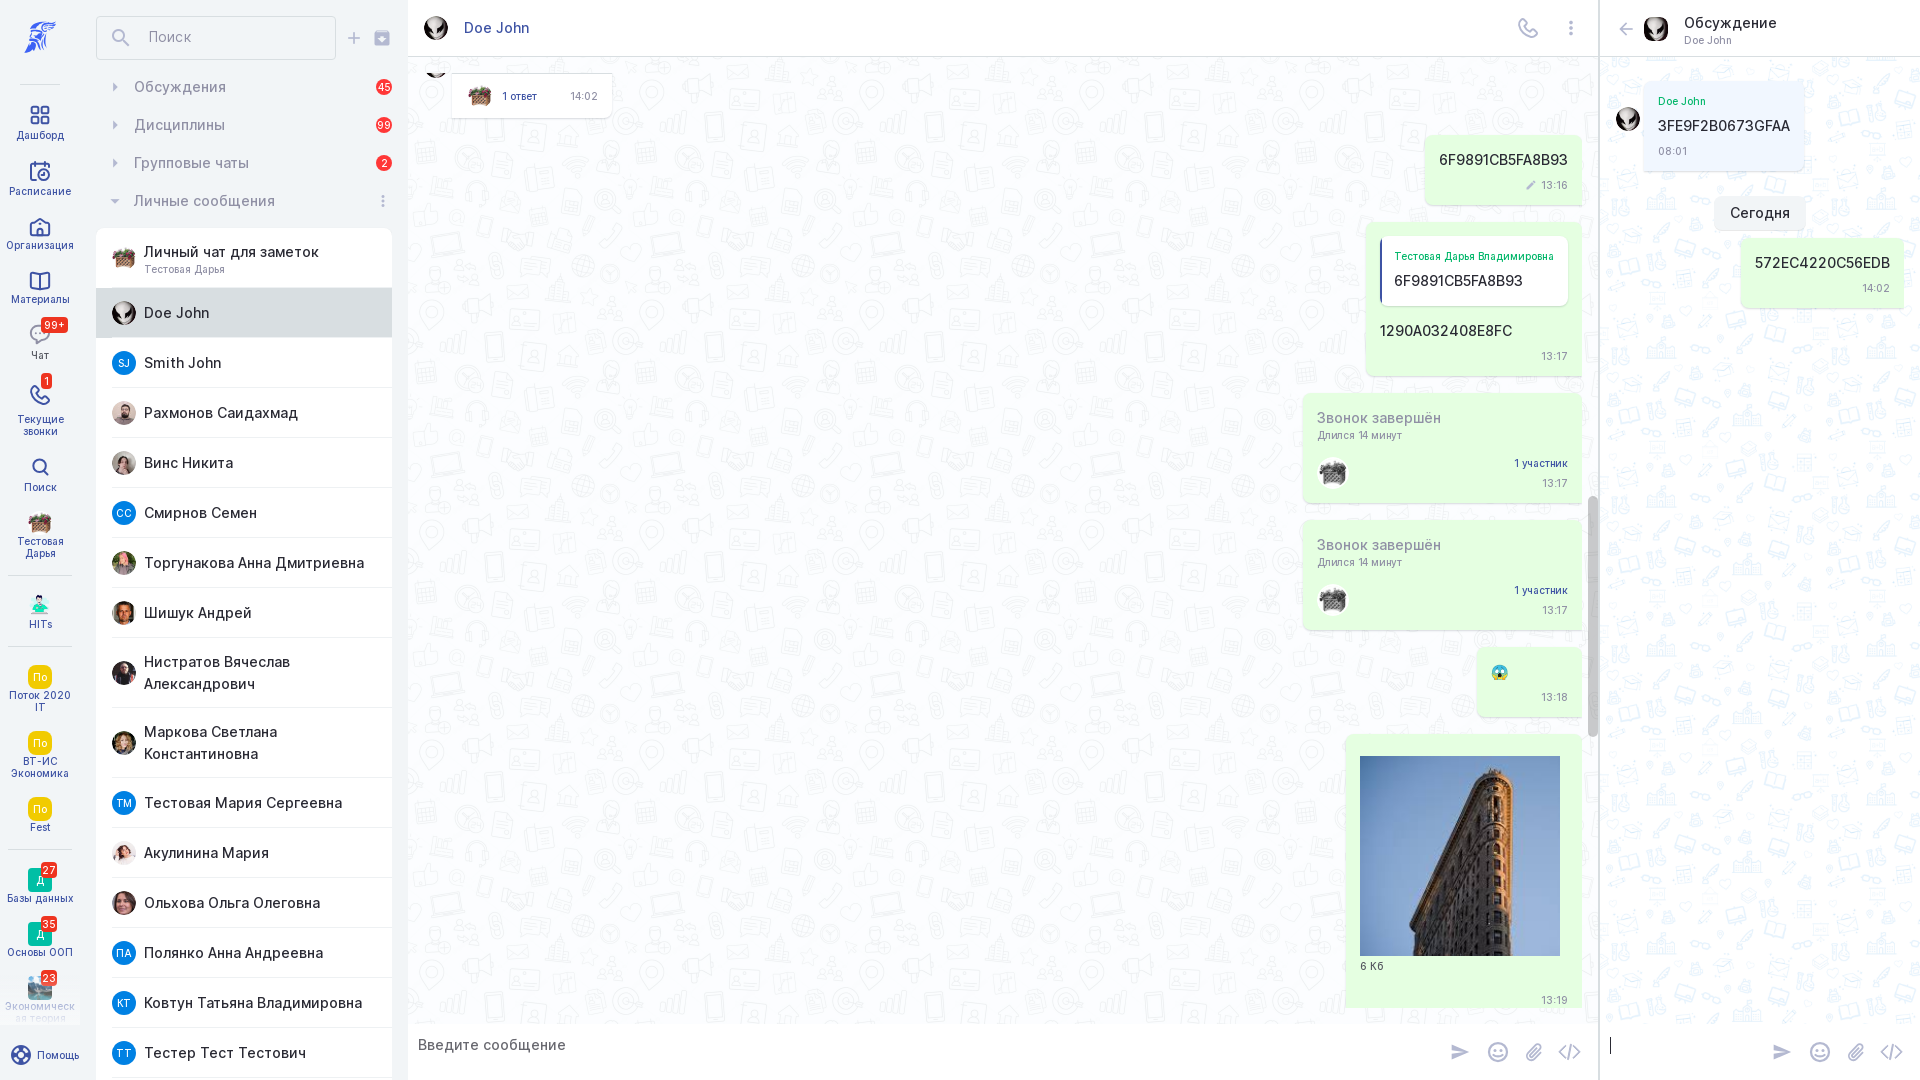 Дашборд
Расписание
Организация
Материалы
99+
Чат
1
Текущие
звонки
Поиск
Тестовая
Дарья
HITs
По
Поток 2020
IT
По
ВТ-ИС
Экономика
По
Fest
27
Д
Базы данных
35
Д
Основы ООП
23
Экономическ
ая теория
Помощь
Поиск
Обсуждения
45
Дисциплины
99
Групповые чаты
2
Личные сообщения
Личный чат для заметок
Тестовая Дарья
Doe John
SJ
Smith John
Рахмонов Саидахмад
Винс Никита
СС
Смирнов Семен
Торгунакова Анна Дмитриевна
Шишук Андрей
Нистратов Вячеслав
Александрович
Маркова Светлана
Константиновна
ТМ
Тестовая Мария Сергеевна
Акулинина Мария
Ольхова Ольга Олеговна
ПА
Полянко Анна Андреевна
КТ
Ковтун Татьяна Владимировна
ТТ
Тестер Тест Тестович
Doe John
1 ответ
14:02
6F9891CB5FA8B93
13:16
Тестовая Дарья Владимировна
6F9891CB5FA8B93
1290A032408E8FC
13:17
Звонок завершён
Длился 14 минут
1 участник
13:17
Звонок завершён
Длился 14 минут
1 участник
13:17
13:18
6 Кб
13:19
Введите сообщение
Обсуждение
Doe John
Doe John
3FE9F2B0673GFAA
08:01
Сегодня
572EC4220C56EDB
14:02